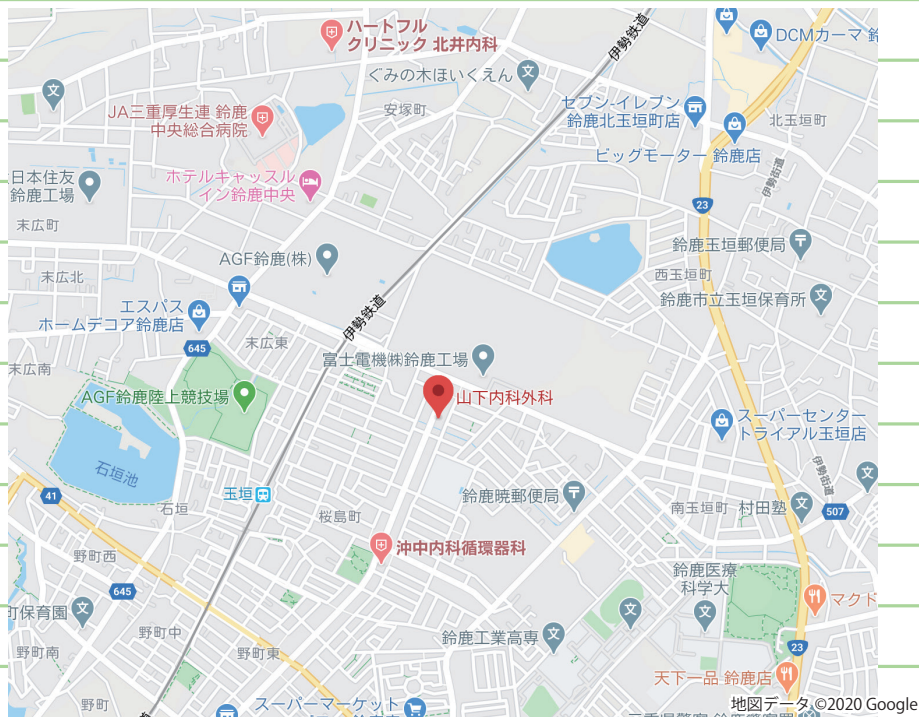 ハートフル
クリニック 北井内科
伊勢鉄道
DCMカーマ 鈴
ぐみの木ほいくえん
安塚町
JA三重厚生連 鈴鹿
中央総合病院
セブン-イレブン
鈴鹿北玉垣町店
北玉垣町
ビッグモーター 鈴鹿店
伊勢街道
日本住友
鈴鹿工場
ホテルキャッスル
イン鈴鹿中央
末広町
23
鈴鹿玉垣郵便局
AGF鈴鹿(株)
西玉垣町
末広北
鈴鹿市立玉垣保育所
エスパス
ホームデコア鈴鹿店
伊勢鉄道
末広東
645
富士電機㈱鈴鹿工場
末広南
AGF鈴鹿陸上競技場
山下内科外科
スーパーセンター
トライアル玉垣店
石垣池
伊勢街道
41
玉垣
鈴鹿暁郵便局
石垣
桜島町
南玉垣町
村田塾
507
沖中内科循環器科
野町西
鈴鹿医療
科学大
645
マクド
町保育園
野町中
鈴鹿工業高専
野町南
野町東
23
天下一品 鈴鹿店
野町
スーパーマーケット
地図データ ©2020 Google